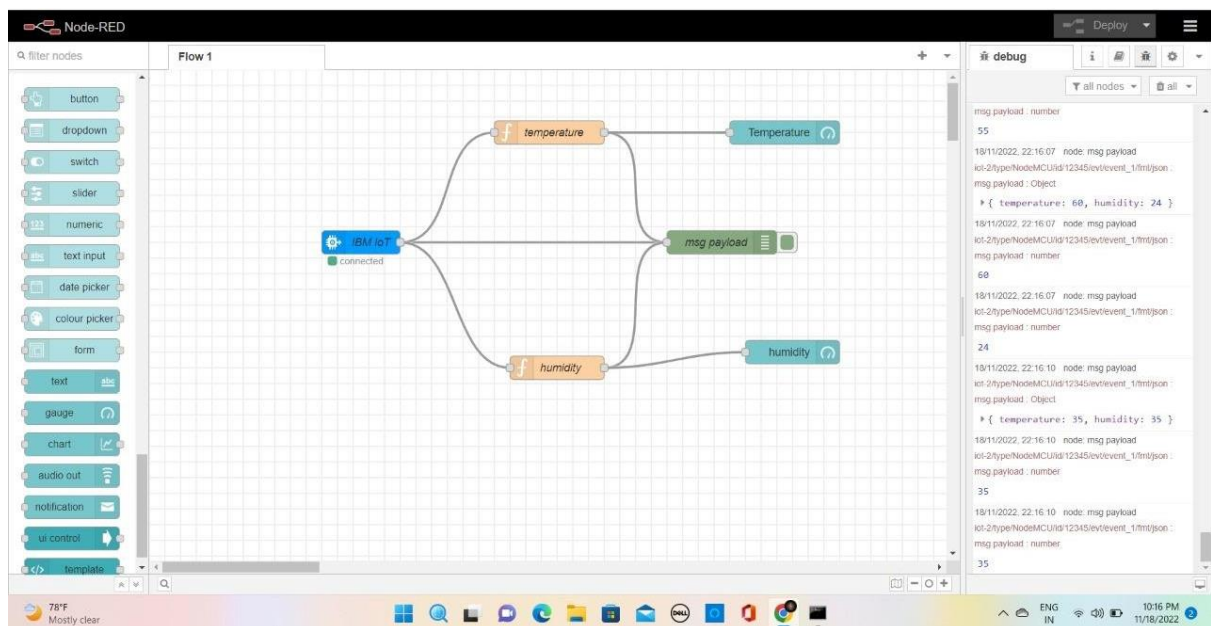 Node-RED
Deploy
filter nodes
Flow 1
debug
i
all nodes
all
button
dropdown
switch
slider
123
numeric
abc
text input
date picker
colour picker
form
text
abc
gauge
chart
audio out
notification
ui control
</> template
temperature
Temperature
IBM IoT
connected
msg payload
humidity
humidity
msg.payload : number
55
18/11/2022, 22:16:07 node: msg payload
iot-2/type/NodeMCU/id/12345/evt/event_1/fmt/json :
msg.payload : Object
{ temperature: 60, humidity: 24 }
18/11/2022, 22:16:07 node: msg payload
iot-2/type/NodeMCU/id/12345/evt/event_1/fmt/json :
msg.payload : number
60
18/11/2022, 22:16:07 node: msg payload
iot-2/type/NodeMCU/id/12345/evt/event_1/fmt/json :
msg.payload : number
24
18/11/2022, 22:16:10 node: msg payload
iot-2/type/NodeMCU/id/12345/evt/event_1/fmt/json :
msg.payload : Object
{ temperature: 35, humidity: 35 }
18/11/2022, 22:16:10 node: msg payload
iot-2/type/NodeMCU/id/12345/evt/event_1/fmt/json :
msg.payload : number
35
18/11/2022, 22:16:10 node: msg payload
iot-2/type/NodeMCU/id/12345/evt/event_1/fmt/json :
msg.payload : number
35
78°F
Mostly clear
DELL
ENG
IN
10:16 PM
11/18/2022
2